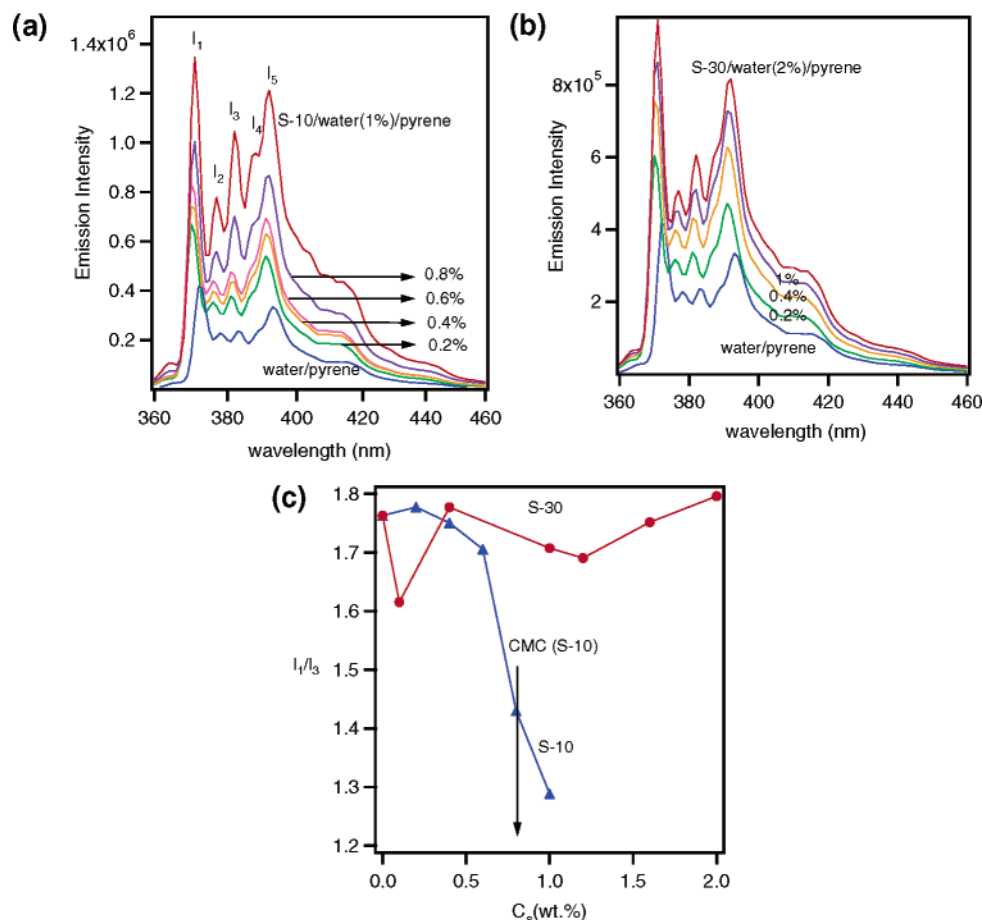 (a)
1.4x10⁶
1.2
1.0
0.8
0.6
0.4
0.2
Emission Intensity
I₁
I₂
I₃
I₄
I₅
S-10/water(1%)/pyrene
0.8%
0.6%
0.4%
0.2%
water/pyrene
360 380 400 420 440 460
wavelength (nm)
(b)
8x10⁵
6
4
2
Emission Intensity
S-30/water(2%)/pyrene
1%
0.4%
0.2%
water/pyrene
360 380 400 420 440 460
wavelength (nm)
(c)
1.8
1.7
1.6
1.5
1.4
1.3
1.2
I₁/I₃
S-30
CMC (S-10)
S-10
0.0 0.5 1.0 1.5 2.0
Cₛ(wt.%)